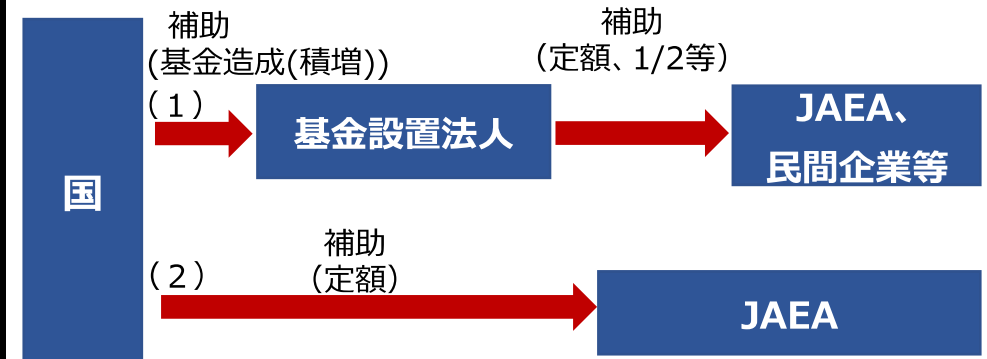 国
補助
(基金造成(積増))
（１）
基金設置法人
補助
（定額、1/2等）
JAEA、
民間企業等
（２）
補助
（定額）
JAEA